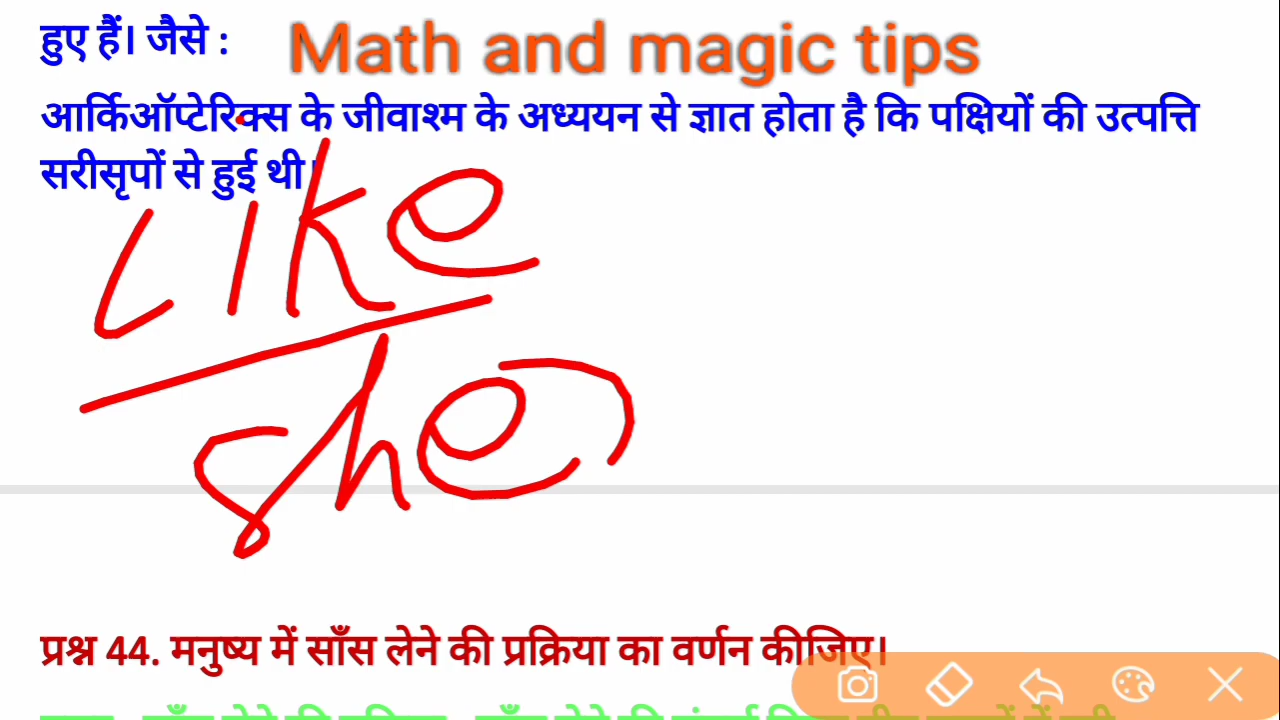 हुए हैं। जैसे :
Math and magic tips
आर्किऑप्टेरिक्स के जीवाश्म के अध्ययन से ज्ञात होता है कि पक्षियों की उत्पत्ति
सरीसृपों से हुई थी।
Like
she
प्रश्न 44. मनुष्य में साँस लेने की प्रक्रिया का वर्णन कीजिए।